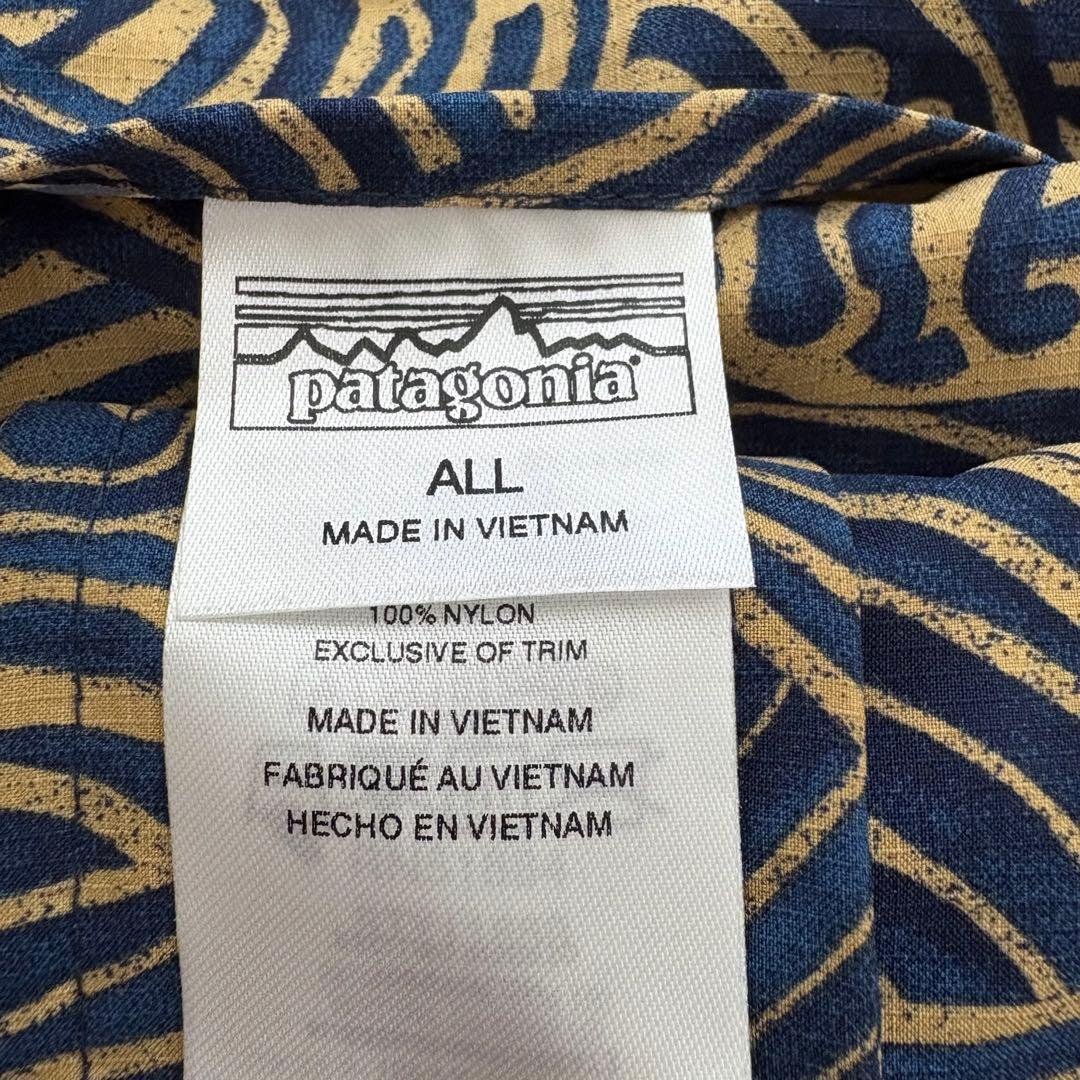 patagonia
ALL
MADE IN VIETNAM
100% NYLON
EXCLUSIVE OF TRIM
MADE IN VIETNAM
FABRIQUÉ AU VIETNAM
HECHO EN VIETNAM